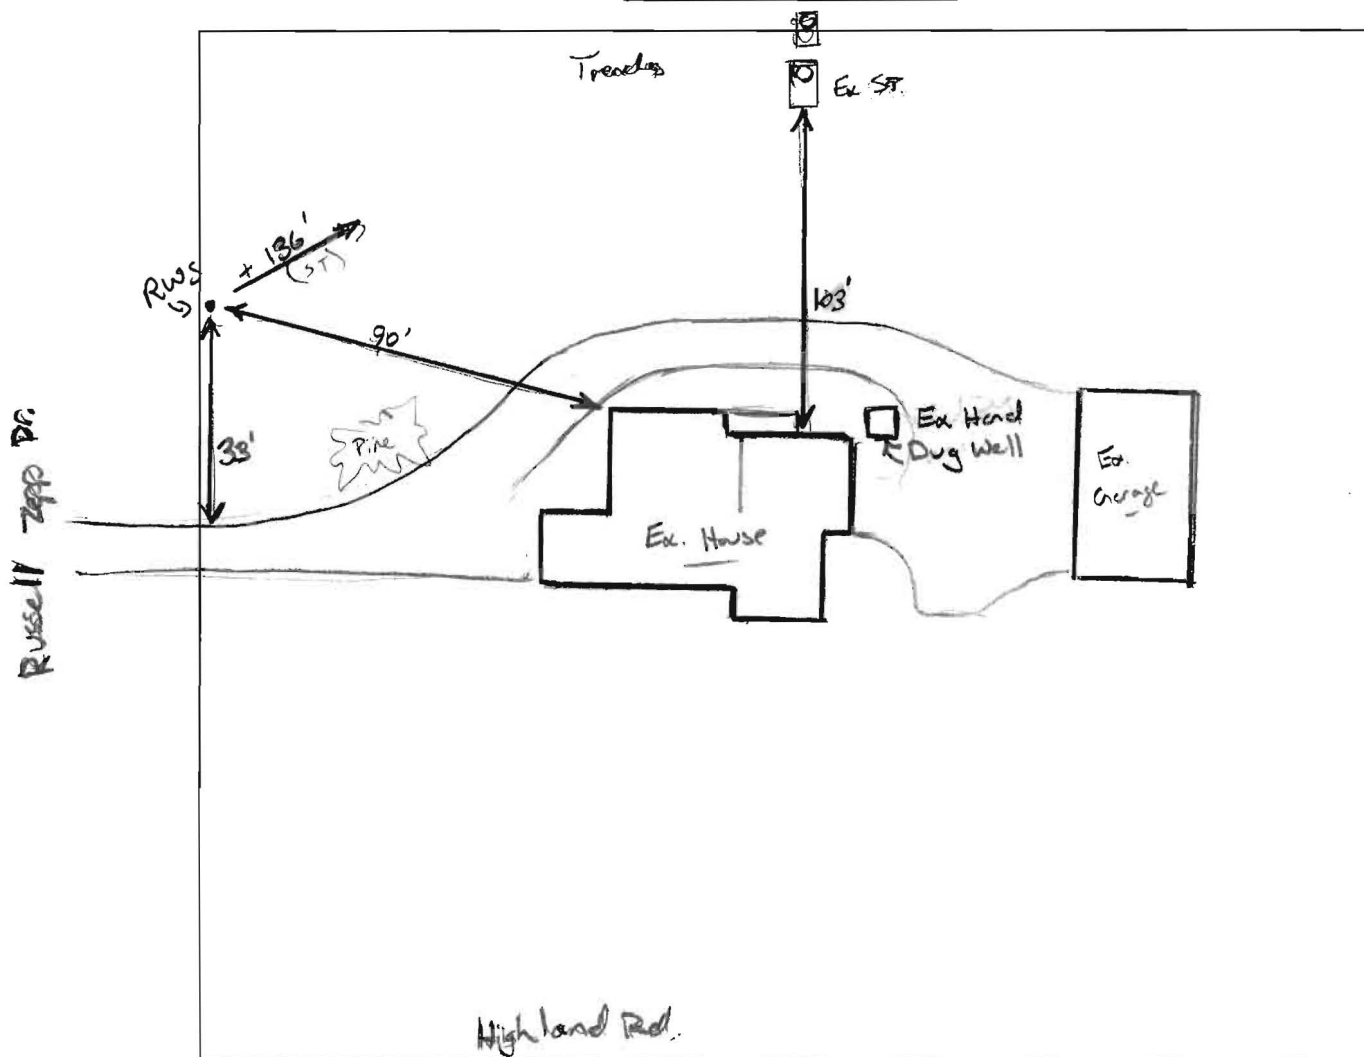 Trenches
Ex ST.
+ 136'
(ST)
RWS
90'
103'
38'
Pine
Ex Hand
Dug Well
Ex.
Garage
Ex. House
Russell Zepp Dr.
Highland Rd.